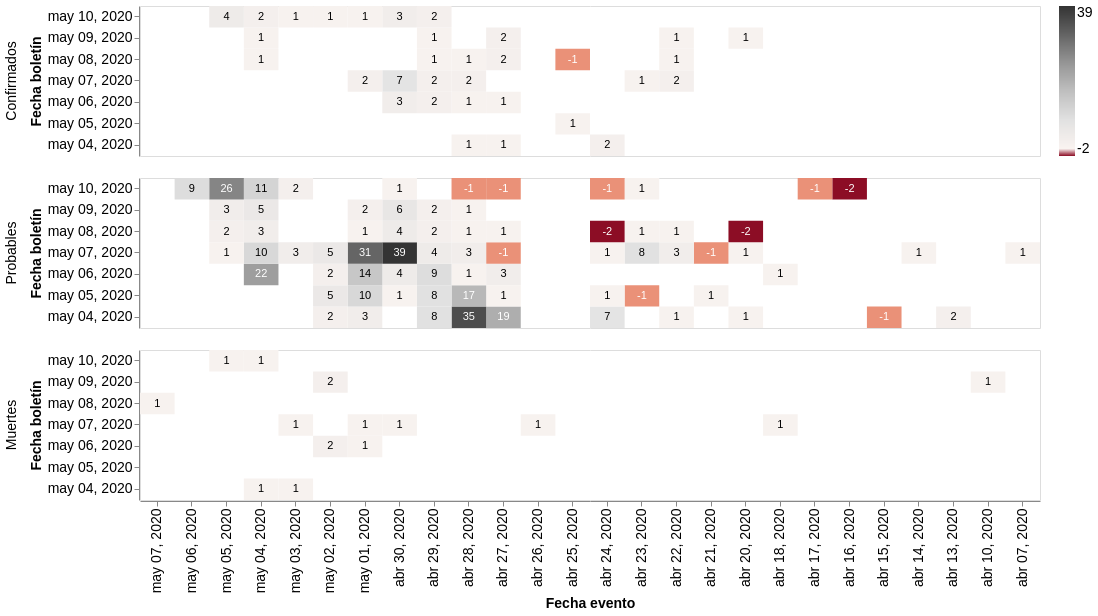 Confirmados
Fecha boletín
may 10, 2020 4 2 1 1 1 3 2
may 09, 2020 1 1 2 1 1
may 08, 2020 1 1 1 2 -1 1
may 07, 2020 2 7 2 2 1 2
may 06, 2020 3 2 1 1
may 05, 2020 1
may 04, 2020 1 1 2
39
-2
Probables
Fecha boletín
may 10, 2020 9 26 11 2 1 -1 -1 -1 1 -1 -2
may 09, 2020 3 5 2 6 2 1
may 08, 2020 2 3 1 4 2 1 1 -2 1 1 -2
may 07, 2020 1 10 3 5 31 39 4 3 -1 1 8 3 -1 1 1 1
may 06, 2020 22 2 14 4 9 1 3 1
may 05, 2020 5 10 1 8 17 1 1 -1 1
may 04, 2020 2 3 8 35 19 7 1 1 -1 2
Muertes
Fecha boletín
may 10, 2020 1 1
may 09, 2020 2 1
may 08, 2020 1
may 07, 2020 1 1 1 1 1
may 06, 2020 2 1
may 05, 2020
may 04, 2020 1 1
may 07, 2020
may 06, 2020
may 05, 2020
may 04, 2020
may 03, 2020
may 02, 2020
may 01, 2020
abr 30, 2020
abr 29, 2020
abr 28, 2020
abr 27, 2020
abr 26, 2020
abr 25, 2020
abr 24, 2020
abr 23, 2020
abr 22, 2020
abr 21, 2020
abr 20, 2020
abr 18, 2020
abr 17, 2020
abr 16, 2020
abr 15, 2020
abr 14, 2020
abr 13, 2020
abr 10, 2020
abr 07, 2020
Fecha evento